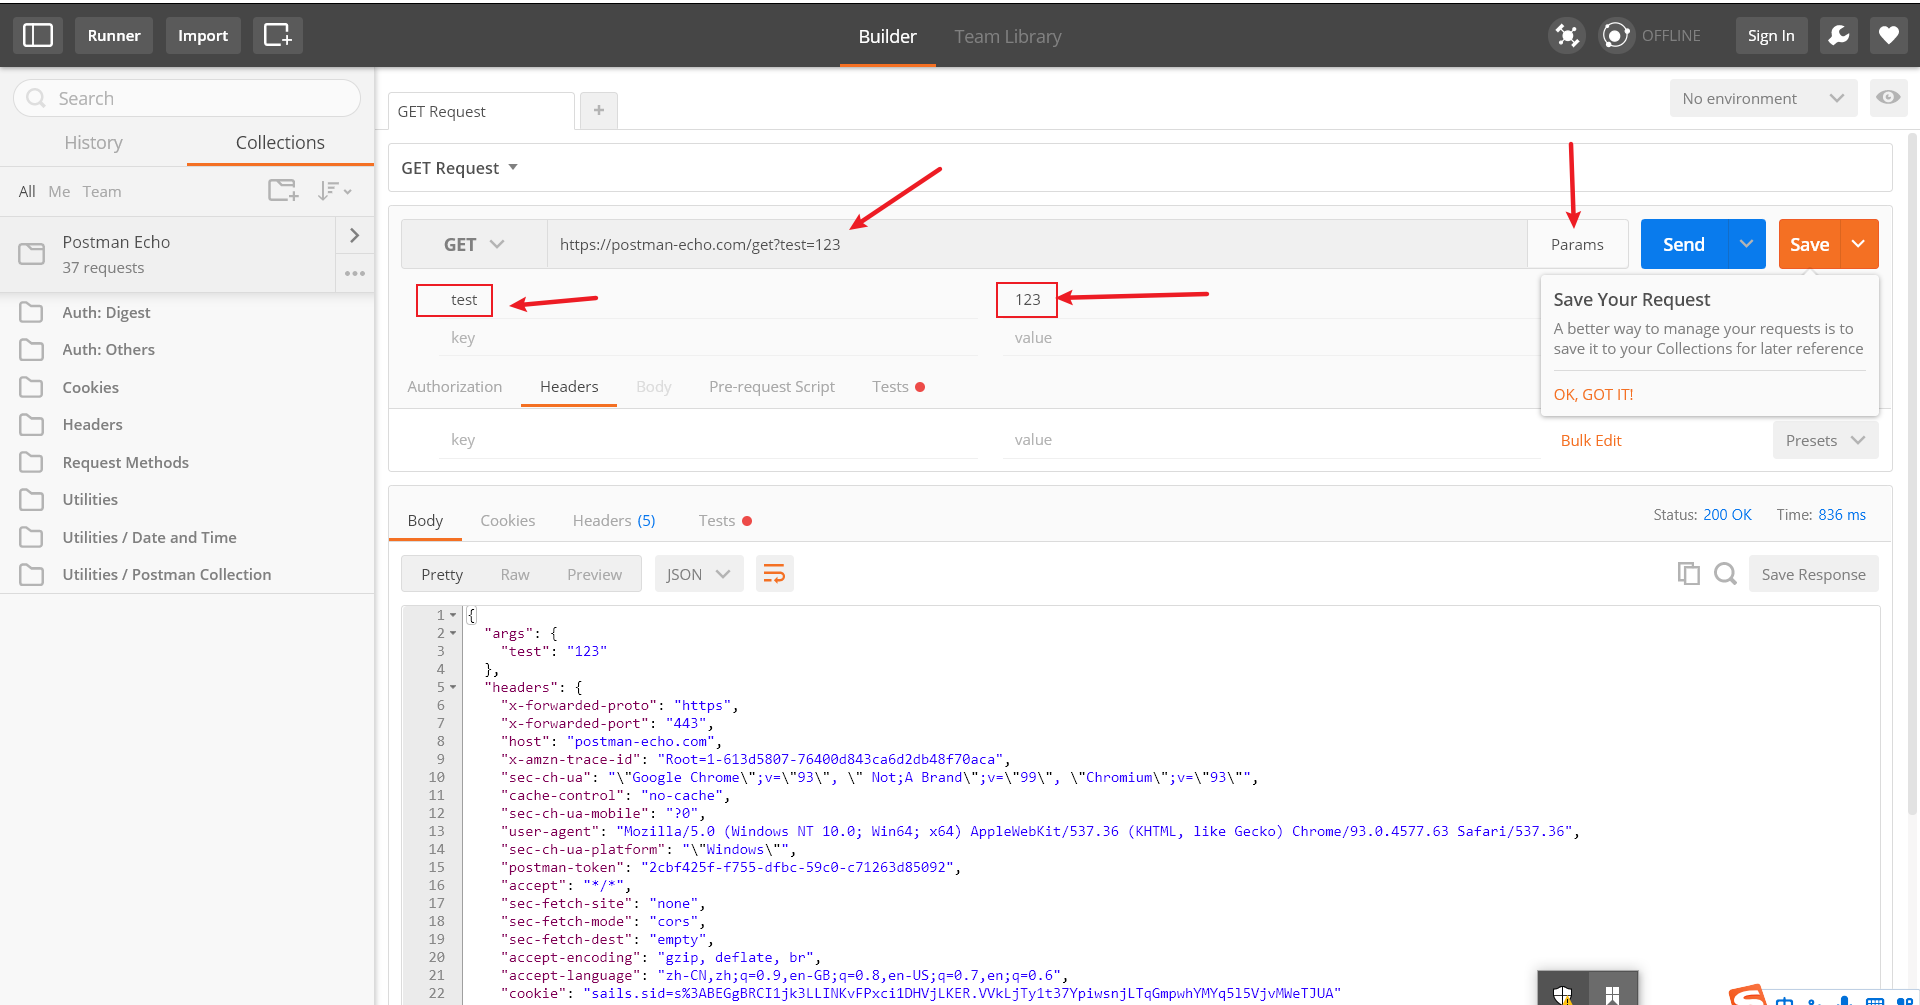 Runner
Import
Builder
Team Library
OFFLINE
Sign In
Search
History
Collections
All Me Team
Postman Echo
37 requests
Auth: Digest
Auth: Others
Cookies
Headers
Request Methods
Utilities
Utilities / Date and Time
Utilities / Postman Collection
GET Request
+
No environment
GET Request
GET
https://postman-echo.com/get?test=123
Params
Send
Save
test
123
key
value
Save Your Request
A better way to manage your requests is to
save it to your Collections for later reference
OK, GOT IT!
Authorization
Headers
Body
Pre-request Script
Tests
key
value
Bulk Edit
Presets
Body
Cookies
Headers (5)
Tests
Status: 200 OK
Time: 836 ms
Pretty
Raw
Preview
JSON
Save Response
1 {
2 "args": {
3 "test": "123"
4 },
5 "headers": {
6 "x-forwarded-proto": "https",
7 "x-forwarded-port": "443",
8 "host": "postman-echo.com",
9 "x-amzn-trace-id": "Root=1-613d5807-76400d843ca6d2db48f70aca",
10 "sec-ch-ua": "\"Google Chrome\";v=\"93\", \" Not;A Brand\";v=\"99\", \"Chromium\";v=\"93\"",
11 "cache-control": "no-cache",
12 "sec-ch-ua-mobile": "?0",
13 "user-agent": "Mozilla/5.0 (Windows NT 10.0; Win64; x64) AppleWebKit/537.36 (KHTML, like Gecko) Chrome/93.0.4577.63 Safari/537.36",
14 "sec-ch-ua-platform": "\"Windows\"",
15 "postman-token": "2cbf425f-f755-dfbc-59c0-c71263d85092",
16 "accept": "*/*",
17 "sec-fetch-site": "none",
18 "sec-fetch-mode": "cors",
19 "sec-fetch-dest": "empty",
20 "accept-encoding": "gzip, deflate, br",
21 "accept-language": "zh-CN,zh;q=0.9,en-GB;q=0.8,en-US;q=0.7,en;q=0.6",
22 "cookie": "sails.sid=s%3ABEGgBRCI1jk3LLINKvFPxci1DHVjLKER.VVkLjTy1t37YpiwsnjLTqGmpwhYMYq5l5VjvMWeTJUA"